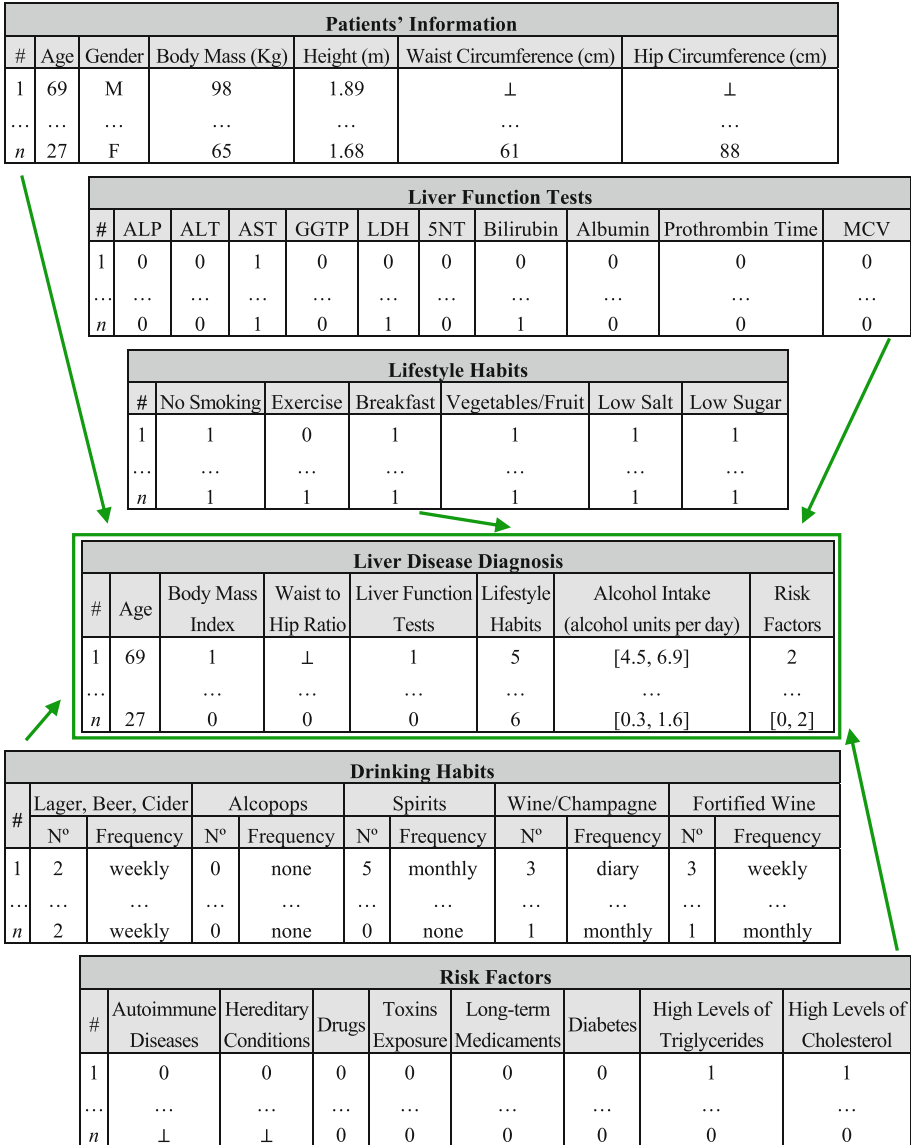 Patients’ Information
# Age Gender Body Mass (Kg) Height (m) Waist Circumference (cm) Hip Circumference (cm)
1 69 M 98 1.89 ⊥ ⊥
… … … … … … …
n 27 F 65 1.68 61 88
Liver Function Tests
# ALP ALT AST GGTP LDH 5NT Bilirubin Albumin Prothrombin Time MCV
1 0 0 1 0 0 0 0 0 0 0
… … … … … … … … … … …
n 0 0 1 0 1 0 1 0 0 0
Lifestyle Habits
# No Smoking Exercise Breakfast Vegetables/Fruit Low Salt Low Sugar
1 1 0 1 1 1 1
… … … … … … …
n 1 1 1 1 1 1
Liver Disease Diagnosis
# Age Body Mass Waist to Liver Function Lifestyle Alcohol Intake Risk
Index Hip Ratio Tests Habits (alcohol units per day) Factors
1 69 1 ⊥ 1 5 [4.5, 6.9] 2
… … … … … … …
n 27 0 0 0 6 [0.3, 1.6] [0, 2]
Drinking Habits
# Lager, Beer, Cider Alcopops Spirits Wine/Champagne Fortified Wine
Nº Frequency Nº Frequency Nº Frequency Nº Frequency Nº Frequency
1 2 weekly 0 none 5 monthly 3 diary 3 weekly
… … … … … … … … … … …
n 2 weekly 0 none 0 none 1 monthly 1 monthly
Risk Factors
# Autoimmune Hereditary Drugs Toxins Long-term Diabetes High Levels of High Levels of
Diseases Conditions Exposure Medicaments Triglycerides Cholesterol
1 0 0 0 0 0 0 1 1
… … … … … … … … …
n ⊥ ⊥ 0 0 0 0 0 0